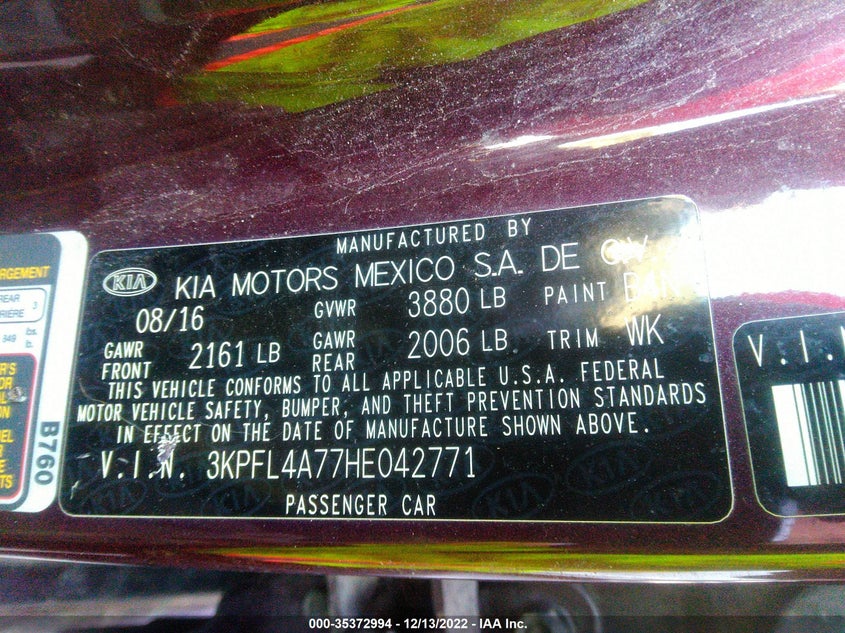 MANUFACTURED BY
KIA KIA MOTORS MEXICO S.A. DE
08/16 GVWR 3880 LB PAINT
GAWR FRONT 2161 LB GAWR REAR 2006 LB TRIM WK
THIS VEHICLE CONFORMS TO ALL APPLICABLE U.S.A. FEDERAL
MOTOR VEHICLE SAFETY, BUMPER, AND THEFT PREVENTION STANDARDS
IN EFFECT ON THE DATE OF MANUFACTURE SHOWN ABOVE.
V.I.N. 3KPFL4A77HE042771
PASSENGER CAR
B760
V.I.N
000-35372994 - 12/13/2022 - IAA Inc.